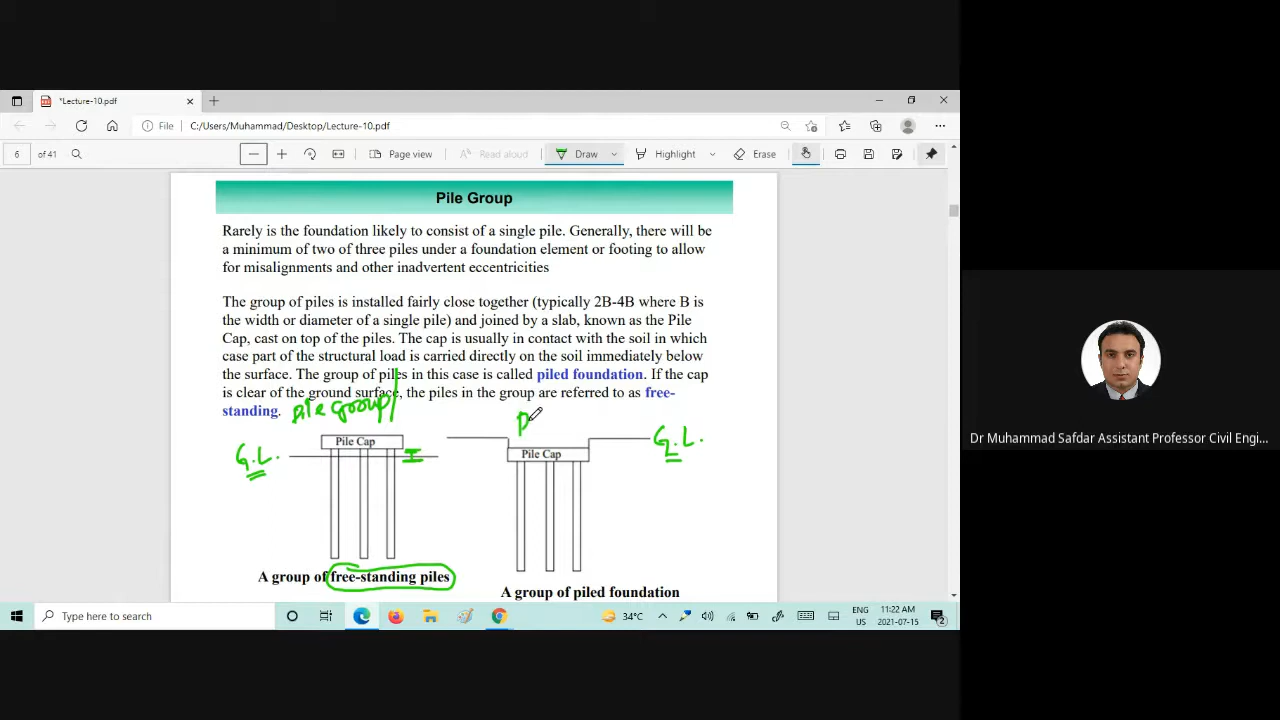 *Lecture-10.pdf
File
C:/Users/Muhammad/Desktop/Lecture-10.pdf
6
of 41
Page view
Read aloud
Draw
Highlight
Erase
Pile Group
Rarely is the foundation likely to consist of a single pile. Generally, there will be
a minimum of two of three piles under a foundation element or footing to allow
for misalignments and other inadvertent eccentricities
The group of piles is installed fairly close together (typically 2B-4B where B is
the width or diameter of a single pile) and joined by a slab, known as the Pile
Cap, cast on top of the piles. The cap is usually in contact with the soil in which
case part of the structural load is carried directly on the soil immediately below
the surface. The group of piles in this case is called piled foundation. If the cap
is clear of the ground surface, the piles in the group are referred to as free-
standing.
Pile group/
P
Pile Cap
G.L.
G.L.
Pile Cap
A group of free-standing piles
A group of piled foundation
Dr Muhammad Safdar Assistant Professor Civil Engi...
Type here to search
34°C
ENG
US
11:22 AM
2021-07-15
2